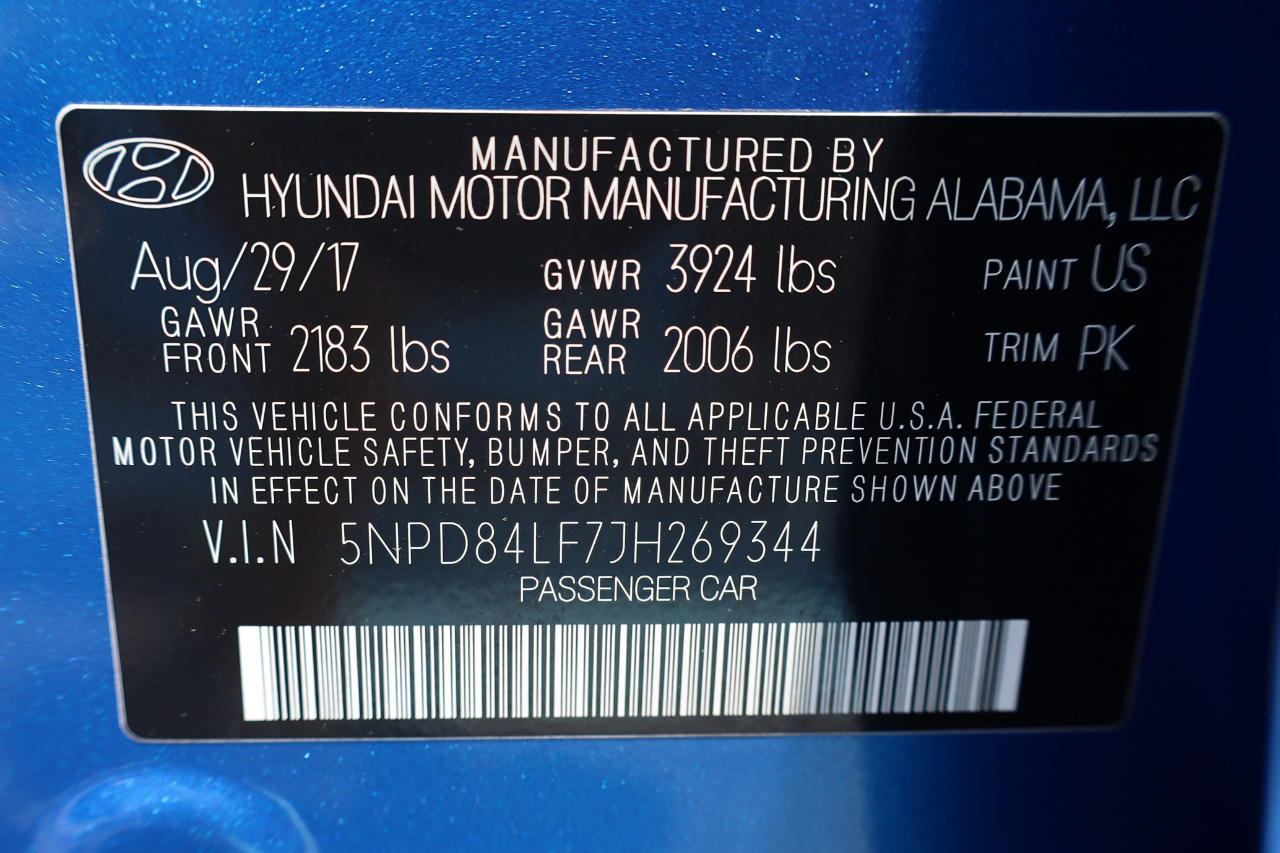 MANUFACTURED BY
HYUNDAI MOTOR MANUFACTURING ALABAMA, LLC
Aug/29/17 GVWR 3924 lbs PAINT US
GAWR FRONT 2183 lbs GAWR REAR 2006 lbs TRIM PK
THIS VEHICLE CONFORMS TO ALL APPLICABLE U.S.A. FEDERAL
MOTOR VEHICLE SAFETY, BUMPER, AND THEFT PREVENTION STANDARDS
IN EFFECT ON THE DATE OF MANUFACTURE SHOWN ABOVE
V.I.N 5NPD84LF7JH269344
PASSENGER CAR